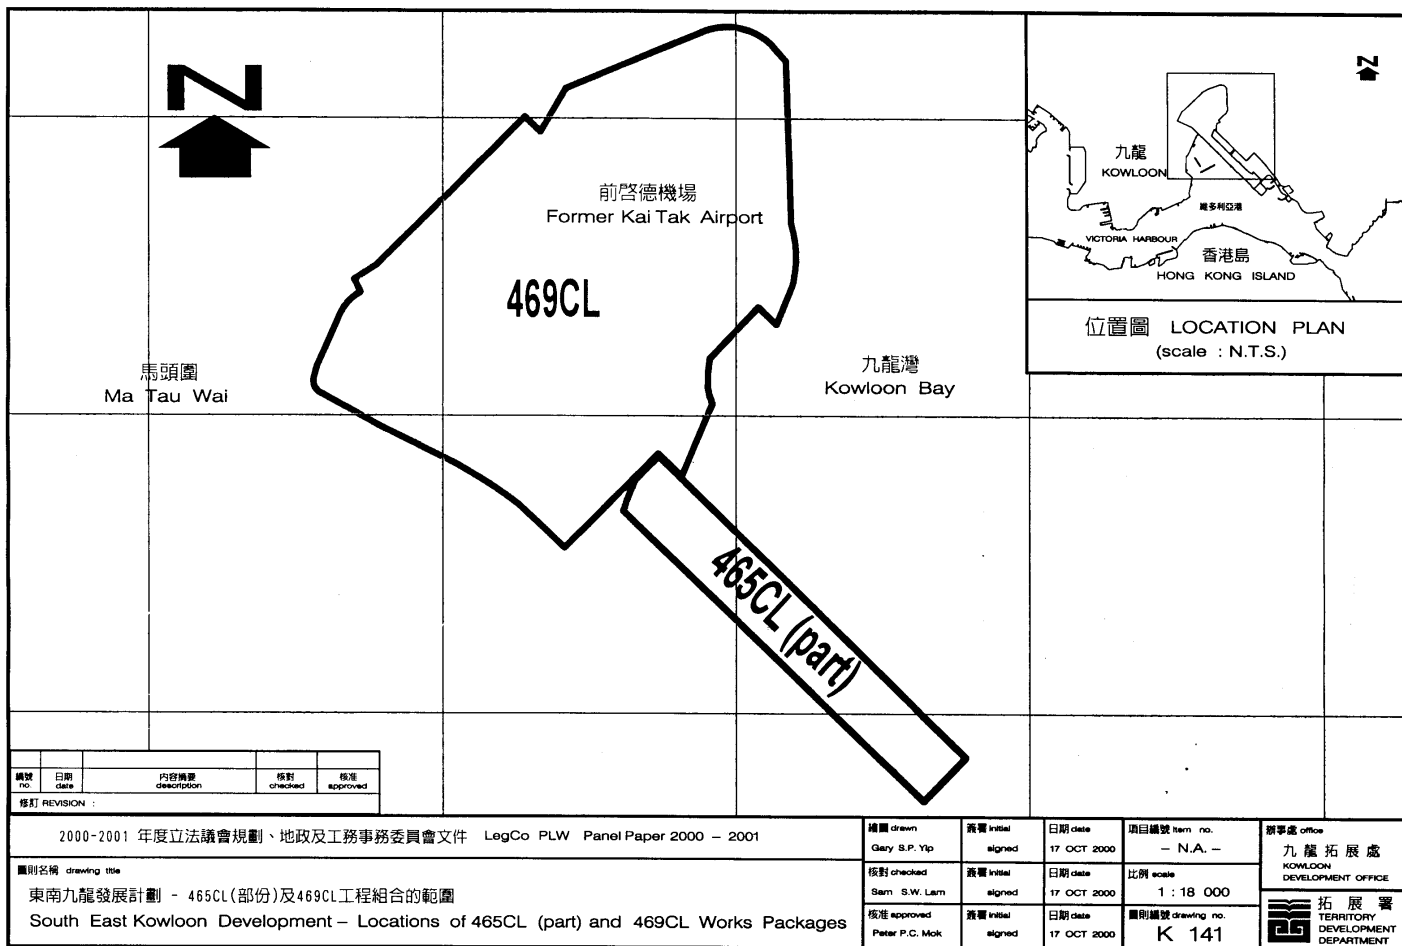 N
N
九龍
KOWLOON
維多利亞港
VICTORIA HARBOUR
香港島
HONG KONG ISLAND
位置圖 LOCATION PLAN
(scale : N.T.S.)
前啓德機場
Former Kai Tak Airport
469CL
馬頭圍
Ma Tau Wai
九龍灣
Kowloon Bay
465CL (part)
編號 no.
日期 date
內容摘要 description
核對 checked
核准 approved
修訂 REVISION :
2000-2001 年度立法議會規劃、地政及工務事務委員會文件 LegCo PLW Panel Paper 2000 – 2001
圖則名稱 drawing title
東南九龍發展計劃 - 465CL(部份)及469CL工程組合的範圍
South East Kowloon Development – Locations of 465CL (part) and 469CL Works Packages
繪圖 drawn
Gary S.P. Yip
簽署 initial
signed
日期 date
17 OCT 2000
項目編號 item no.
– N.A. –
核對 checked
Sam S.W. Lam
簽署 initial
signed
日期 date
17 OCT 2000
比例 scale
1 : 18 000
核准 approved
Peter P.C. Mok
簽署 initial
signed
日期 date
17 OCT 2000
圖則編號 drawing no.
K 141
辦事處 office
九龍拓展處
KOWLOON
DEVELOPMENT OFFICE
拓展署
TERRITORY
DEVELOPMENT
DEPARTMENT